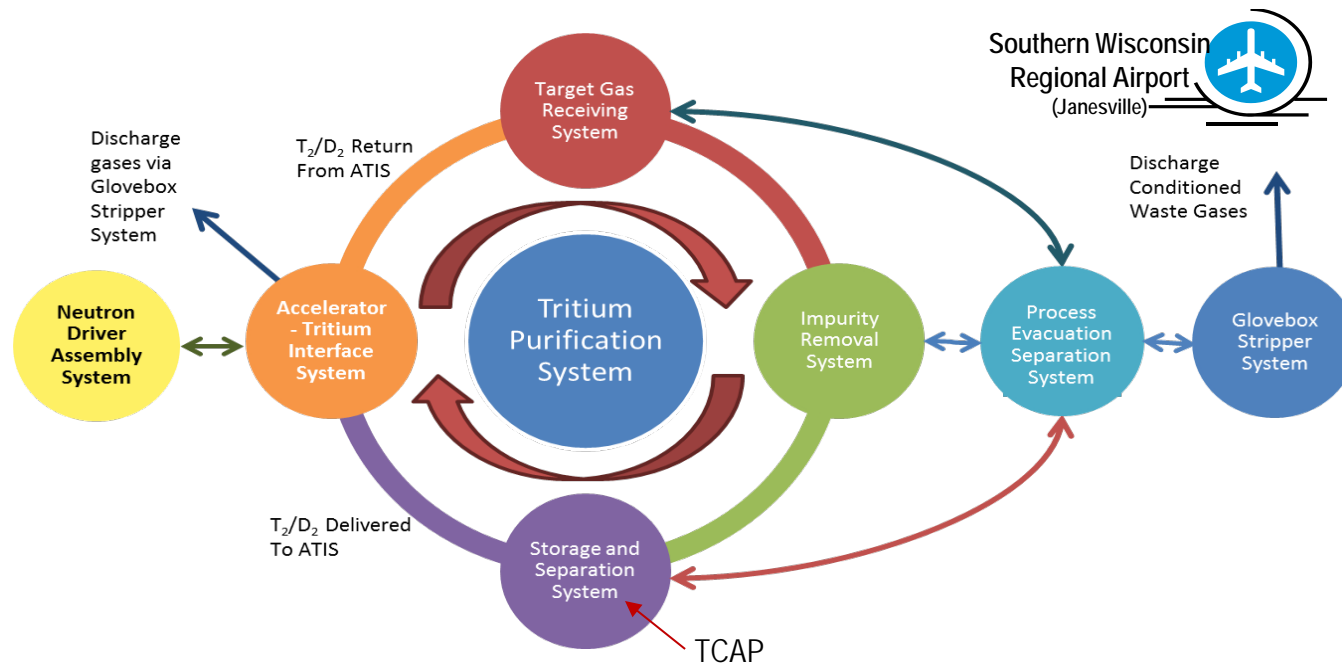 Southern Wisconsin
Regional Airport
(Janesville)
Target Gas
Receiving
System
T₂/D₂ Return
From ATIS
Discharge
gases via
Glovebox
Stripper
System
Discharge
Conditioned
Waste Gases
Neutron
Driver
Assembly
System
Accelerator
- Tritium
Interface
System
Tritium
Purification
System
Impurity
Removal
System
Process
Evacuation
Separation
System
Glovebox
Stripper
System
T₂/D₂ Delivered
To ATIS
Storage and
Separation
System
TCAP